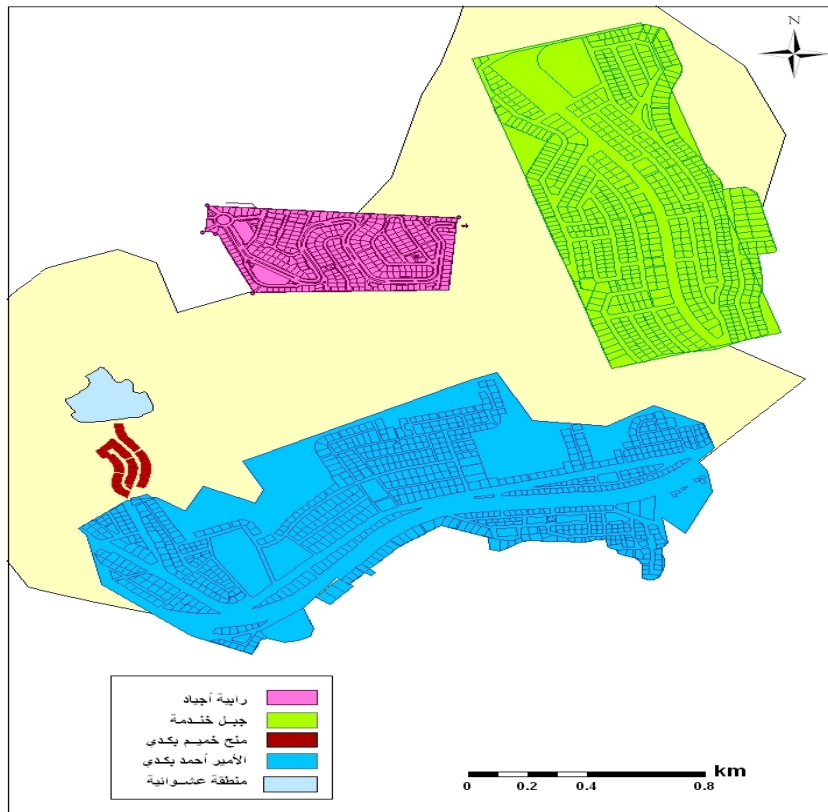 N
رابية أجياد
جبل خندمة
منح خميم بكدي
الأمير أحمد بكدي
منطقة عشوائية
km
0 0.2 0.4 0.8